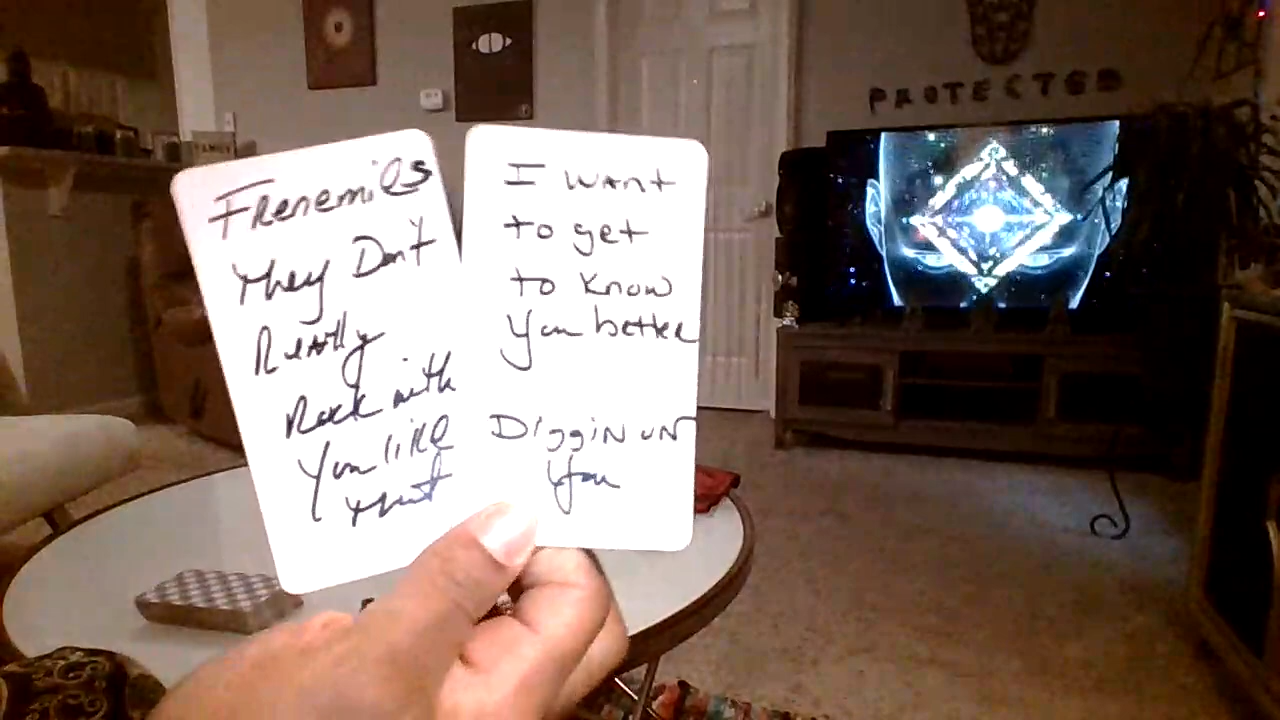 FAMILY
PROTECTED
Frenemies
they Don't
Really
Rock with
You like
that
I want
to get
to know
You better
Diggin on
You